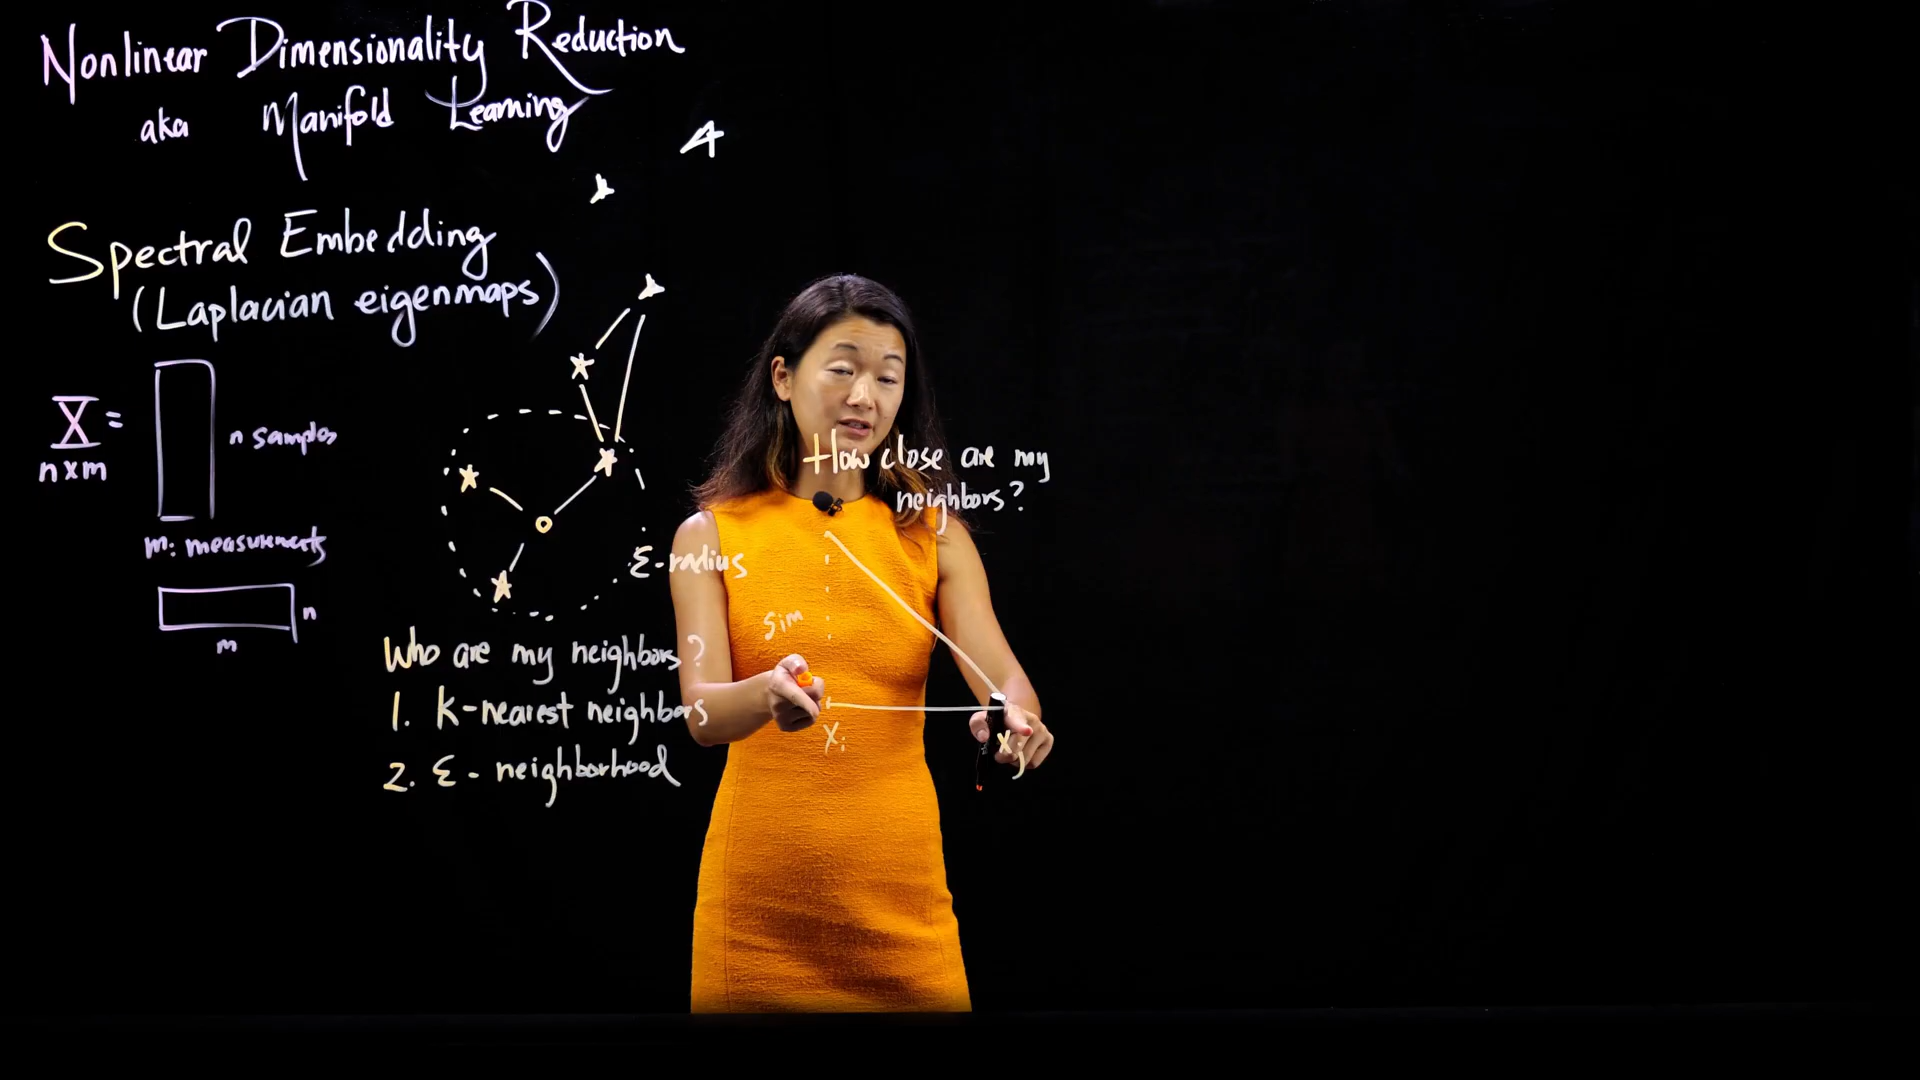 Nonlinear Dimensionality Reduction
aka Manifold Learning
Spectral Embedding
(Laplacian eigenmaps)
X =
n x m
n samples
m: measurements
n
m
ε-radius
Who are my neighbors?
1. K-nearest neighbors
2. ε - neighborhood
How close are my
neighbors?
Sim
Xi
Xj